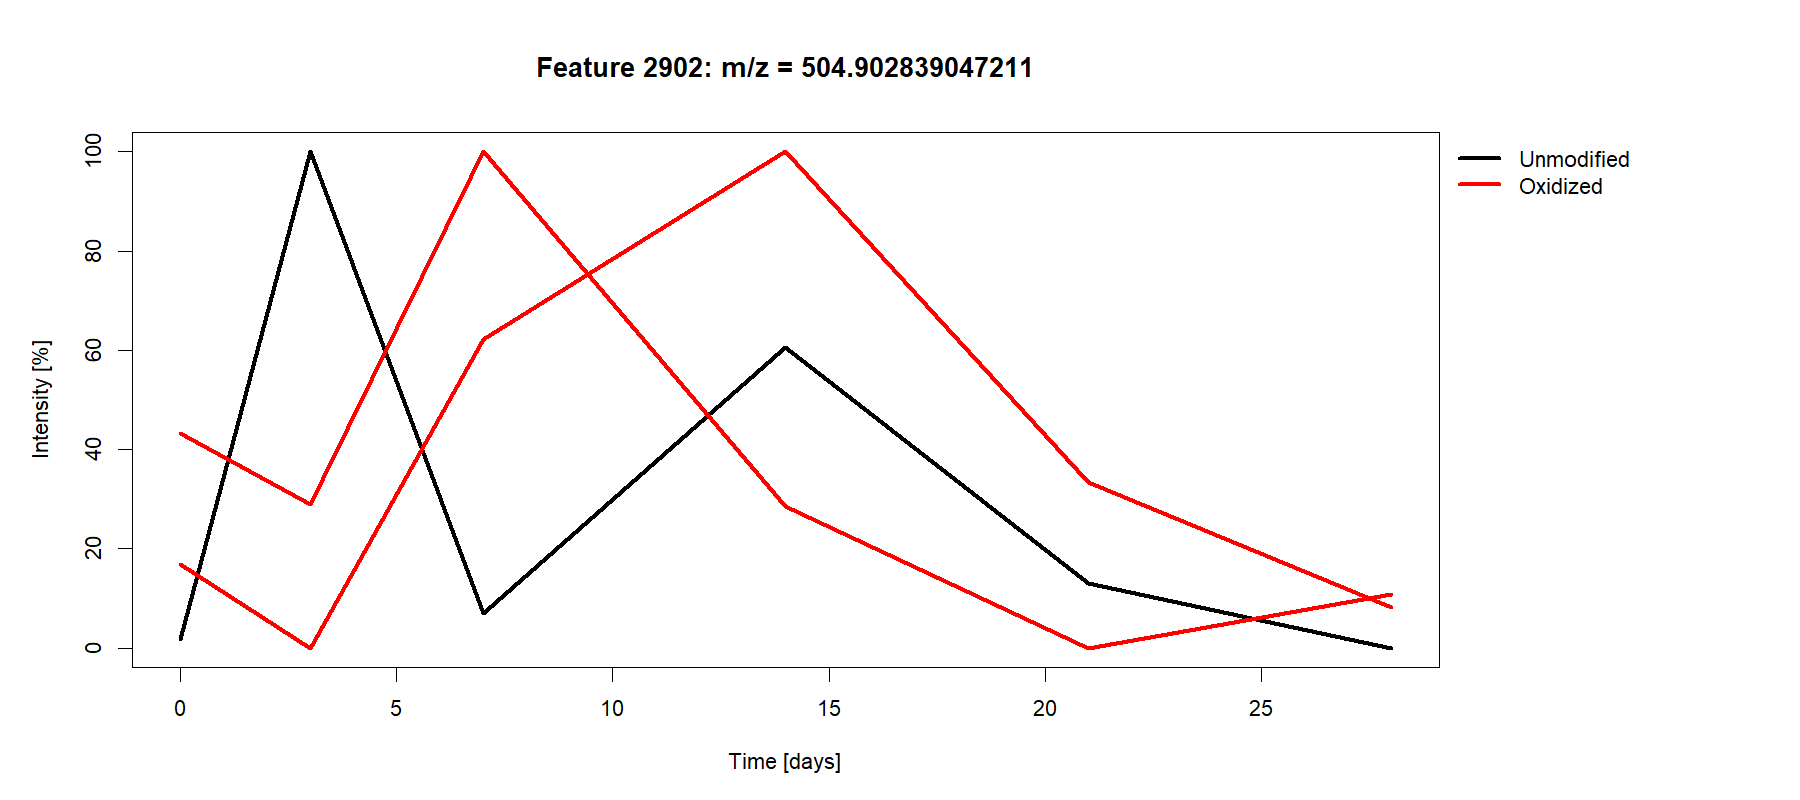 Feature 2902: m/z = 504.902839047211
Unmodified
Oxidized
Intensity [%]
100
80
60
40
20
0
0 5 10 15 20 25
Time [days]